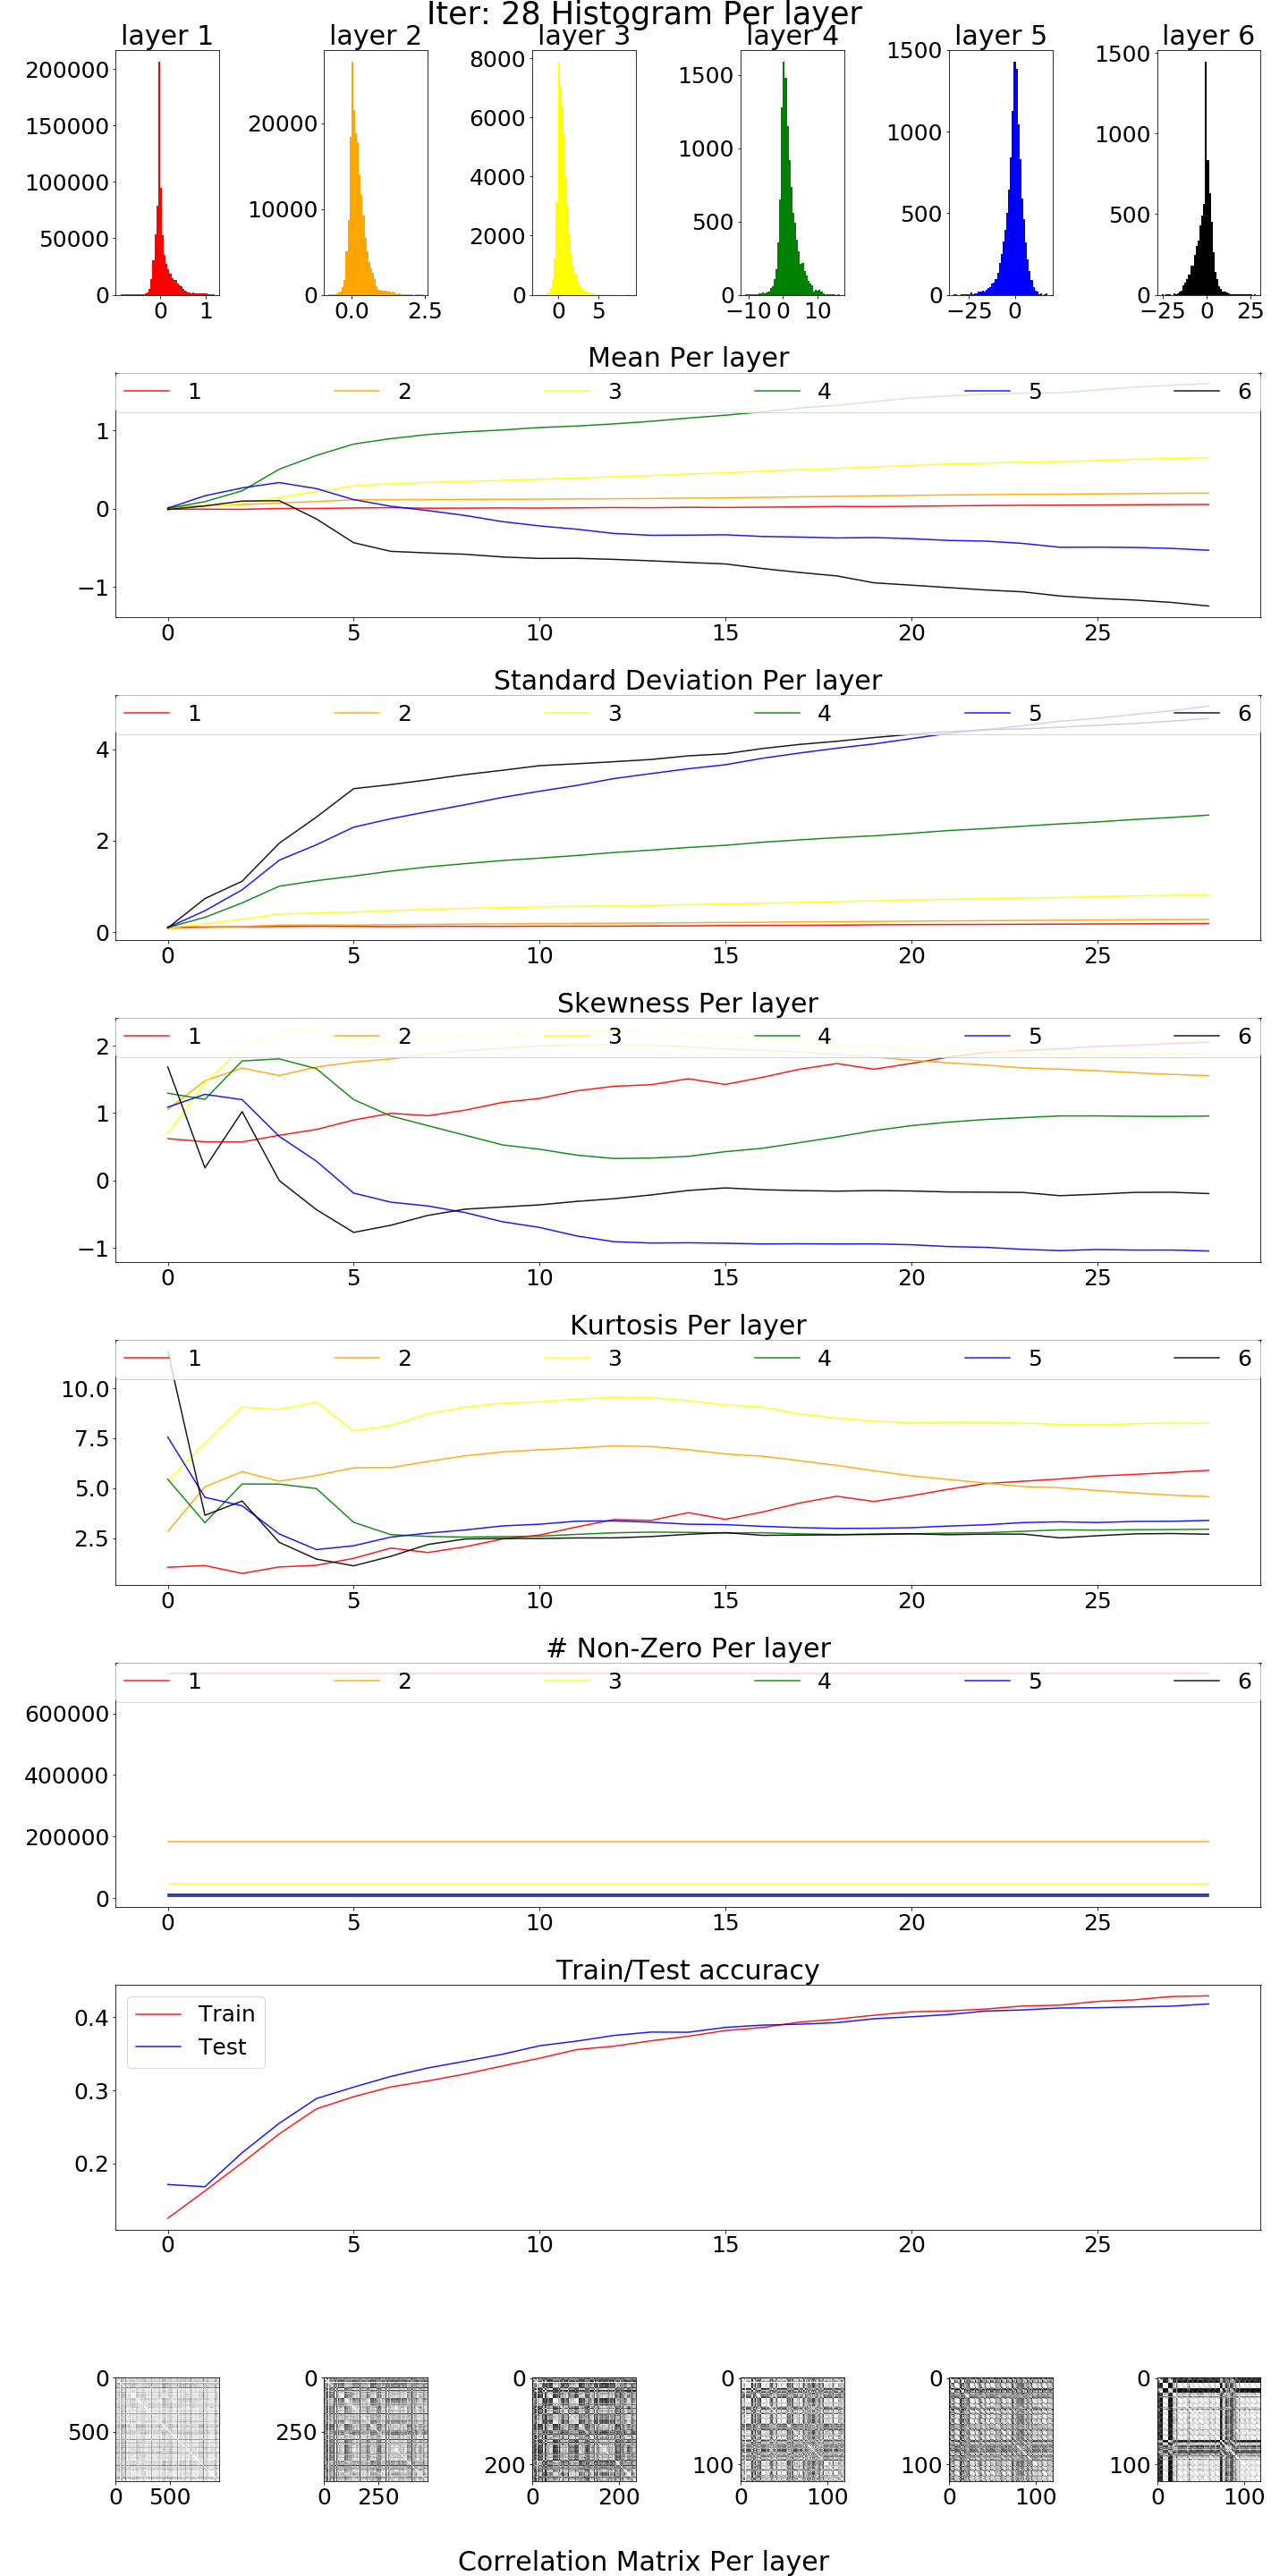 Iter: 28 Histogram Per layer
layer 1 layer 2 layer 3 layer 4 layer 5 layer 6
200000 150000 100000 50000 0
0 1
20000 10000 0
0.0 2.5
8000 6000 4000 2000 0
0 5
1500 1000 500 0
−10 0 10
1500 1000 500 0
−25 0
1500 1000 500 0
−25 0 25
Mean Per layer
1 2 3 4 5 6
1
0
−1
0 5 10 15 20 25
Standard Deviation Per layer
1 2 3 4 5 6
4
2
0
0 5 10 15 20 25
Skewness Per layer
1 2 3 4 5 6
2
1
0
−1
0 5 10 15 20 25
Kurtosis Per layer
1 2 3 4 5 6
10.0
7.5
5.0
2.5
0 5 10 15 20 25
# Non-Zero Per layer
1 2 3 4 5 6
600000
400000
200000
0
0 5 10 15 20 25
Train/Test accuracy
Train
Test
0.4
0.3
0.2
0 5 10 15 20 25
0 500
0 500
0 250
0 250
0 200
0 200
0 100
0 100
0 100
0 100
0 100
0 100
Correlation Matrix Per layer